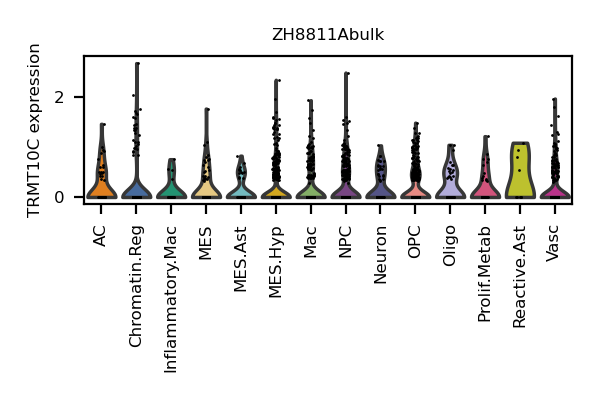 ZH8811Abulk
TRMT10C expression
2
0
AC
Chromatin.Reg
Inflammatory.Mac
MES
MES.Ast
MES.Hyp
Mac
NPC
Neuron
OPC
Oligo
Prolif.Metab
Reactive.Ast
Vasc